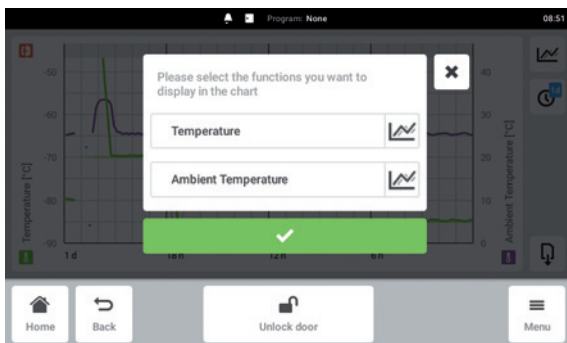 Program: None
08:51
Please select the functions you want to
display in the chart
Temperature
Ambient Temperature
-50
-60
-70
-80
-90
Temperature [°C]
40
30
20
10
0
Ambient Temperature [°C]
1 d
18 h
12 h
6 h
1d
Home
Back
Unlock door
Menu